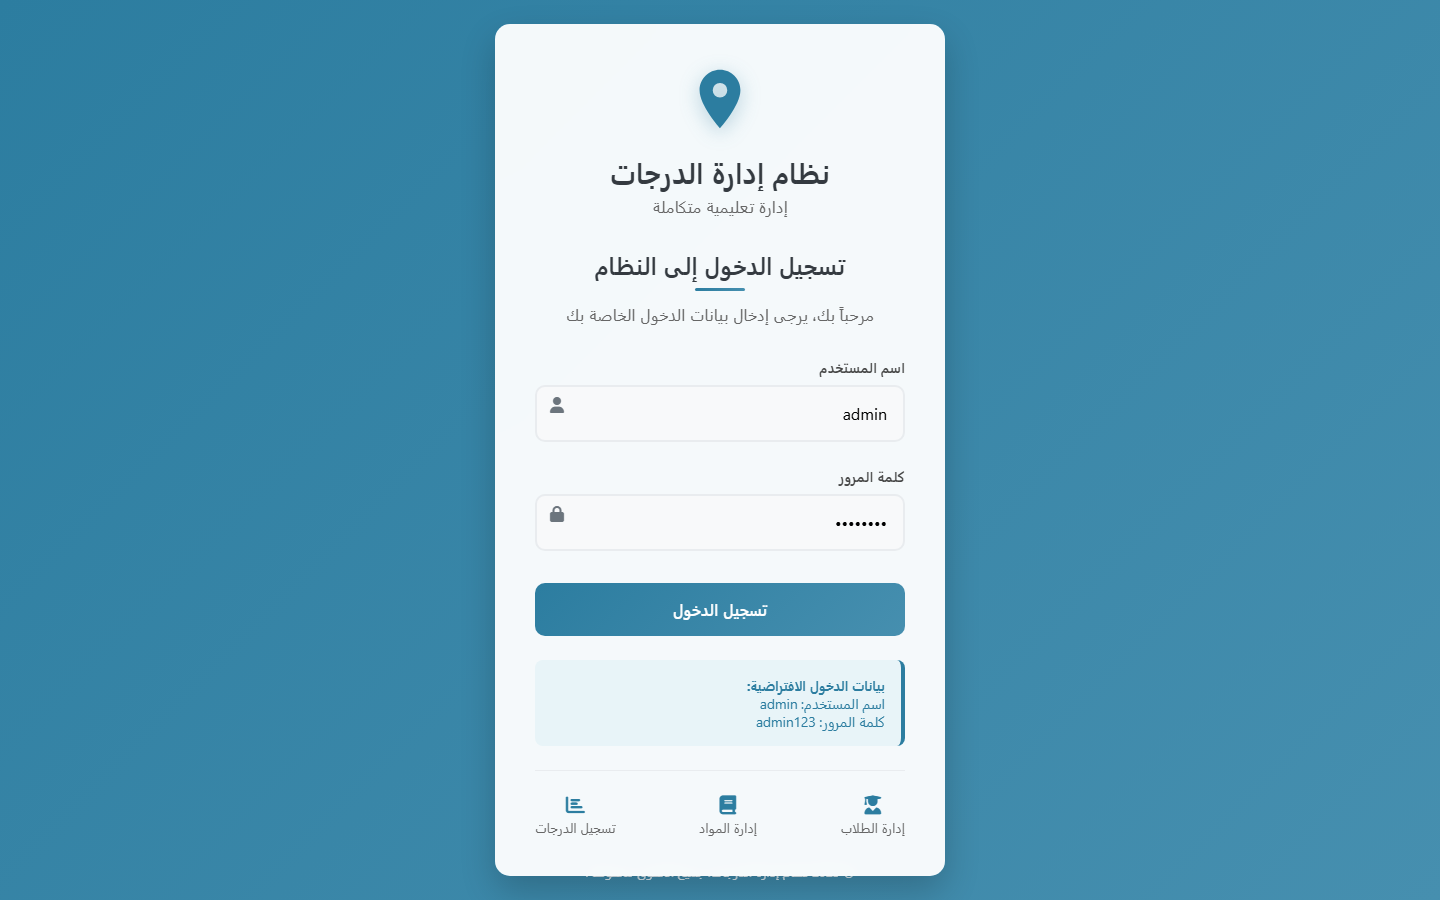 نظام إدارة الدرجات
إدارة تعليمية متكاملة
تسجيل الدخول إلى النظام
مرحباً بك، يرجى إدخال بيانات الدخول الخاصة بك
اسم المستخدم
admin
كلمة المرور
••••••••
تسجيل الدخول
بيانات الدخول الافتراضية:
اسم المستخدم: admin
كلمة المرور: admin123
إدارة الطلاب
إدارة المواد
تسجيل الدرجات